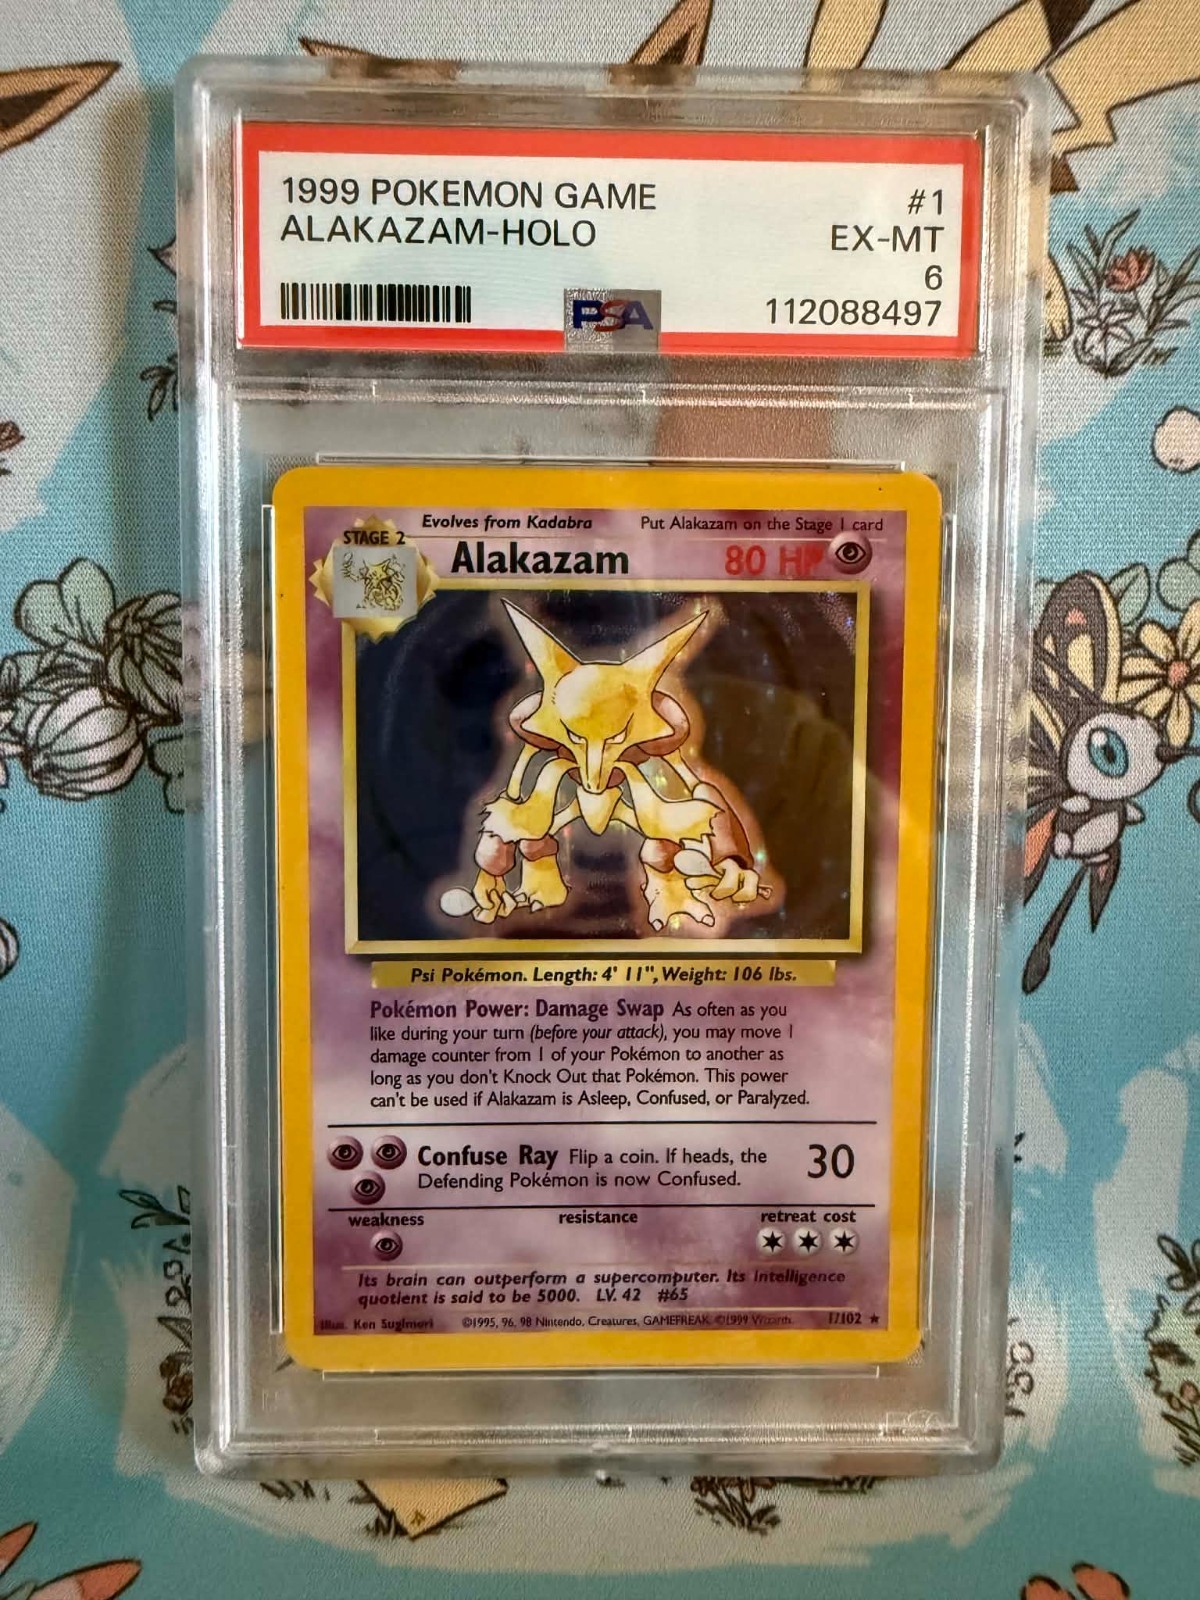 1999 POKEMON GAME #1
ALAKAZAM-HOLO EX-MT
6
PSA 112088497
Evolves from Kadabra Put Alakazam on the Stage 1 card
STAGE 2
Alakazam 80 HP
Psi Pokémon. Length: 4' 11", Weight: 106 lbs.
Pokémon Power: Damage Swap As often as you
like during your turn (before your attack), you may move 1
damage counter from 1 of your Pokémon to another as
long as you don't Knock Out that Pokémon. This power
can't be used if Alakazam is Asleep, Confused, or Paralyzed.
Confuse Ray Flip a coin. If heads, the
Defending Pokémon is now Confused.
30
weakness resistance retreat cost
Its brain can outperform a supercomputer. Its intelligence
quotient is said to be 5000. LV. 42 #65
Illus. Ken Sugimori ©1995, 96, 98 Nintendo, Creatures, GAMEFREAK. ©1999 Wizards. 1/102 ★